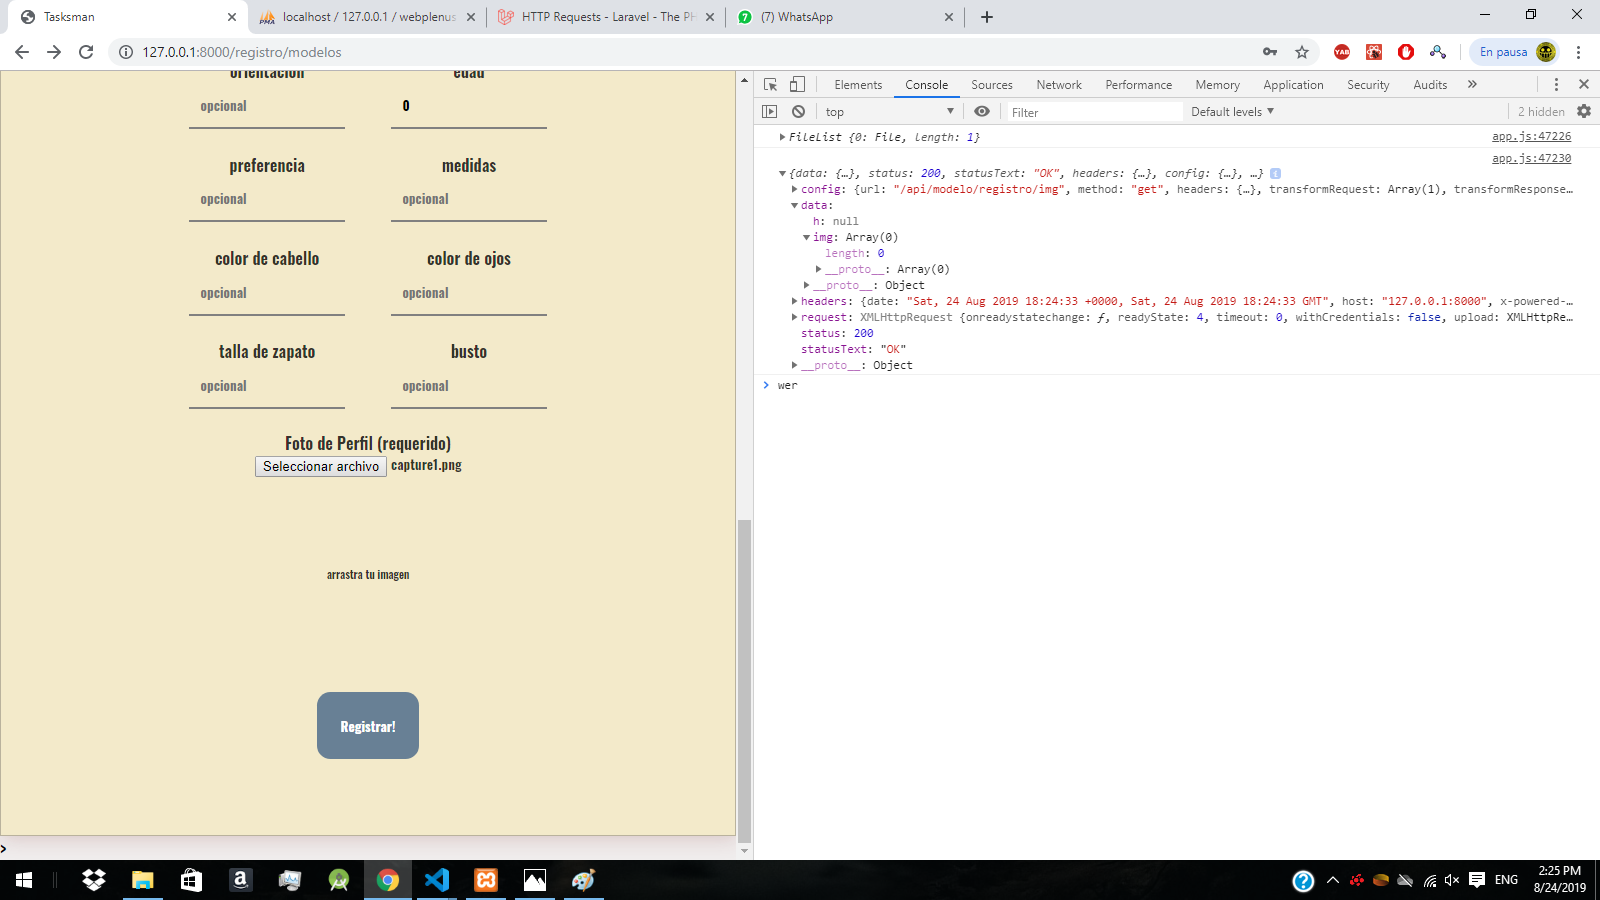 Tasksman
localhost / 127.0.0.1 / webplenus
HTTP Requests - Laravel - The PH
(7) WhatsApp
127.0.0.1:8000/registro/modelos
En pausa
orientacion
edad
opcional
0
preferencia
medidas
opcional
opcional
color de cabello
color de ojos
opcional
opcional
talla de zapato
busto
opcional
opcional
Foto de Perfil (requerido)
Seleccionar archivo capture1.png
arrastra tu imagen
Registrar!
>
Elements Console Sources Network Performance Memory Application Security Audits »
top
Filter
Default levels ▼
2 hidden
FileList {0: File, length: 1}
app.js:47226
app.js:47230
{data: {…}, status: 200, statusText: "OK", headers: {…}, config: {…}, …}
config: {url: "/api/modelo/registro/img", method: "get", headers: {…}, transformRequest: Array(1), transformResponse…
data:
h: null
img: Array(0)
length: 0
__proto__: Array(0)
__proto__: Object
headers: {date: "Sat, 24 Aug 2019 18:24:33 +0000, Sat, 24 Aug 2019 18:24:33 GMT", host: "127.0.0.1:8000", x-powered-…
request: XMLHttpRequest {onreadystatechange: ƒ, readyState: 4, timeout: 0, withCredentials: false, upload: XMLHttpRe…
status: 200
statusText: "OK"
__proto__: Object
> wer
ENG
2:25 PM
8/24/2019